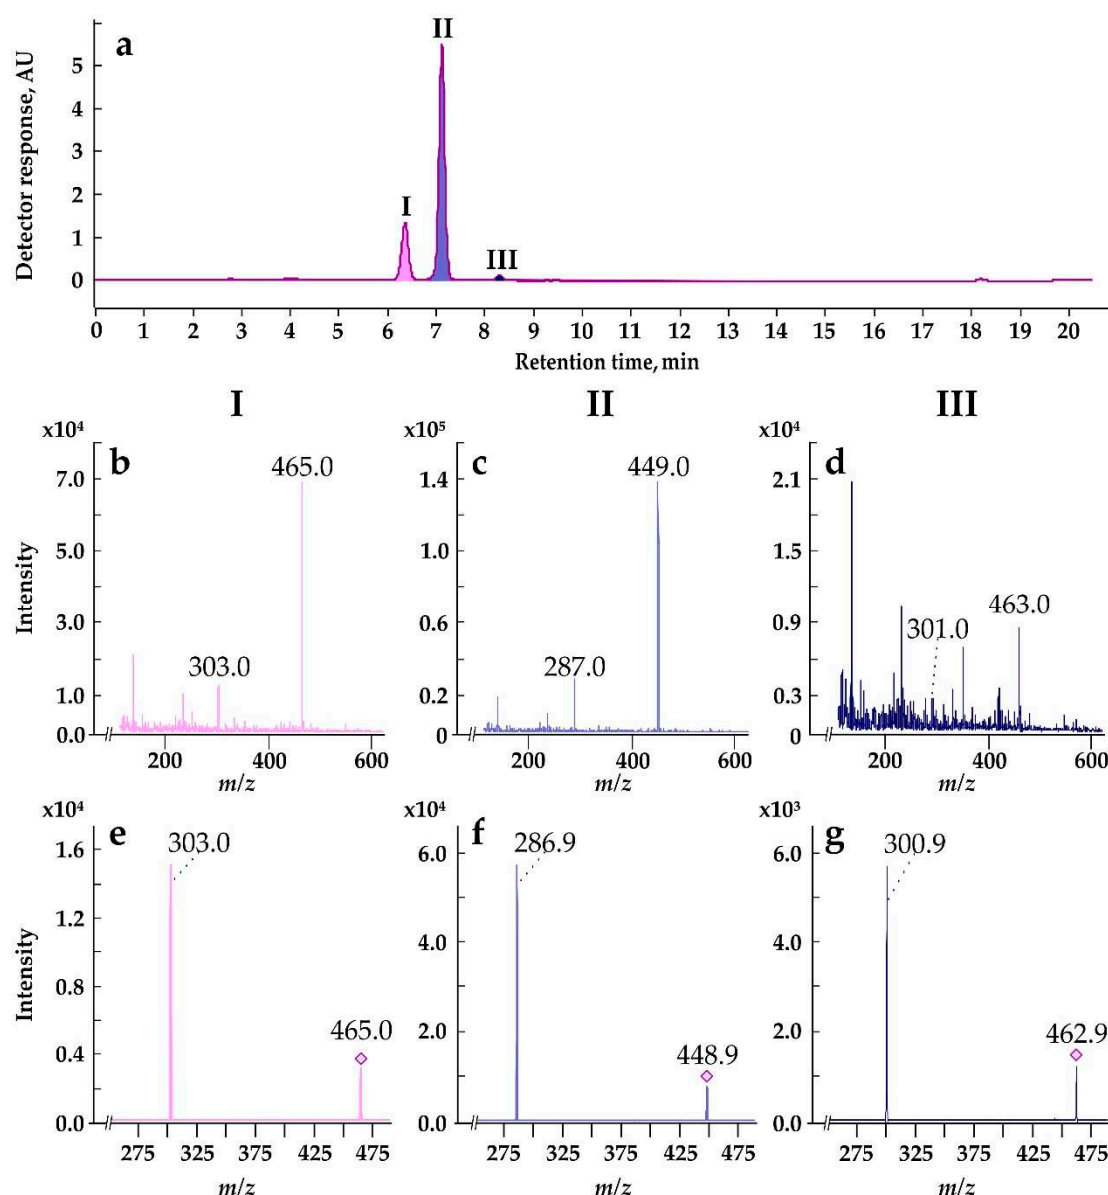 a
II
I
III
Detector response, AU
5
4
3
2
1
0
0 1 2 3 4 5 6 7 8 9 10 11 12 13 14 15 16 17 18 19 20
Retention time, min
I II III
x10⁴ x10⁵ x10⁴
b 465.0 c 449.0 d
7.0 1.4 2.1
5.0 1.0 1.5
3.0 0.6 0.9
1.0 0.2 0.3
0.0 0.0 0
303.0 287.0 301.0 463.0
Intensity
200 400 600 200 400 600 200 400 600
m/z m/z m/z
x10⁴ x10⁴ x10³
e 303.0 f 286.9 g 300.9
1.6 6.0 6.0
1.2 4.0 4.0
0.8 2.0 2.0
0.4 0.0 0.0
0.0
465.0 448.9 462.9
Intensity
275 325 375 425 475 275 325 375 425 475 275 325 375 425 475
m/z m/z m/z